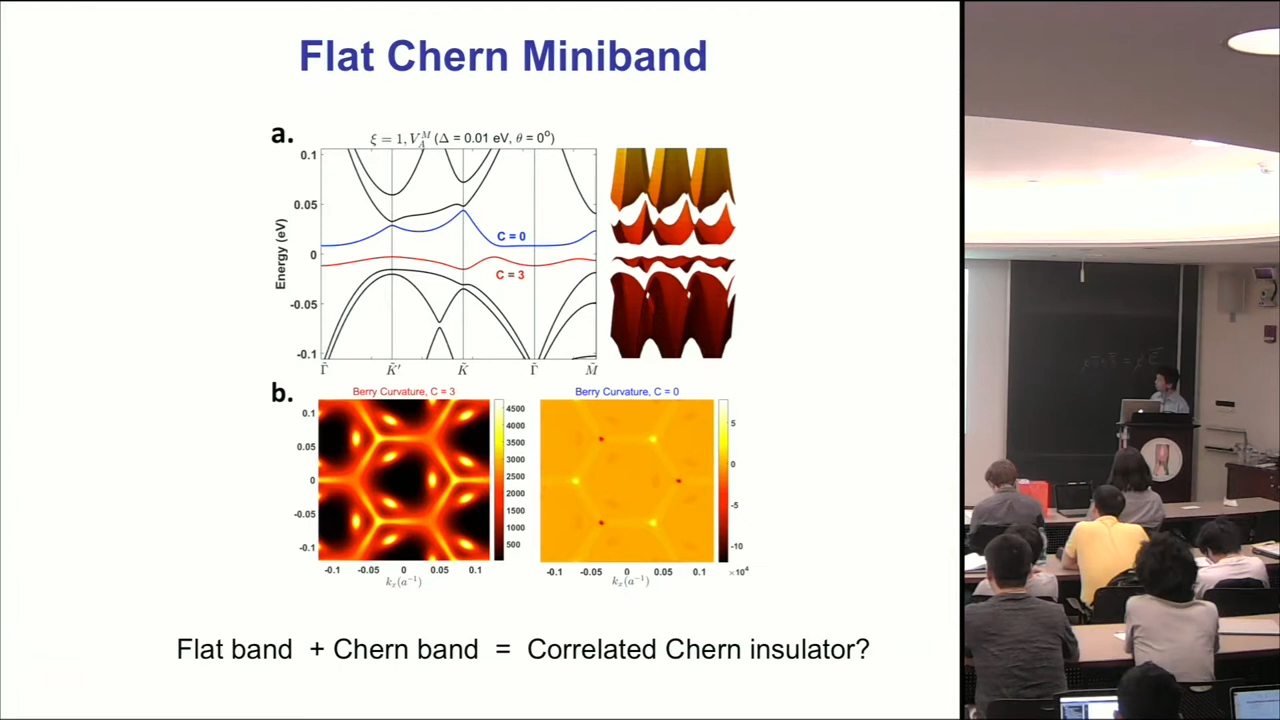 Flat Chern Miniband
a.
ξ = 1, V_A^M (Δ = 0.01 eV, θ = 0°)
0.1
0.05
0
-0.05
-0.1
Energy (eV)
C = 0
C = 3
Γ̃ K̃' K̃ Γ̃ M̃
b.
Berry Curvature, C = 3
0.1
0.05
0
-0.05
-0.1
-0.1 -0.05 0 0.05 0.1
k_x(a⁻¹)
4500
4000
3500
3000
2500
2000
1500
1000
500
Berry Curvature, C = 0
-0.1 -0.05 0 0.05 0.1
k_x(a⁻¹)
5
0
-5
-10
×10⁴
Flat band + Chern band = Correlated Chern insulator?